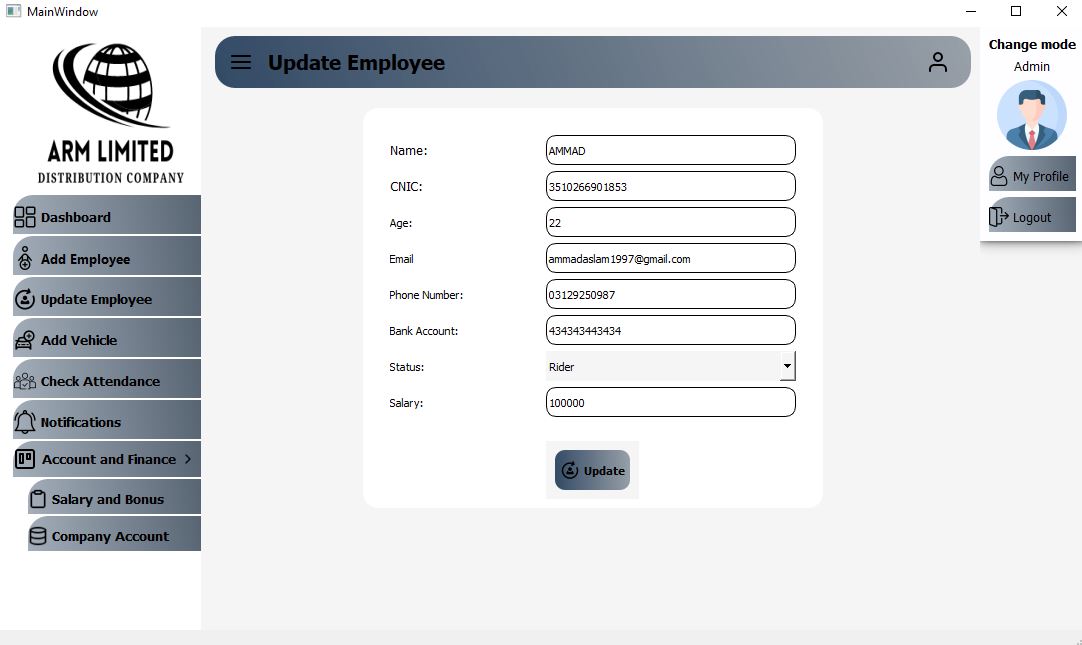 MainWindow
ARM LIMITED
DISTRIBUTION COMPANY
Dashboard
Add Employee
Update Employee
Add Vehicle
Check Attendance
Notifications
Account and Finance
Salary and Bonus
Company Account
Update Employee
Name: AMMAD
CNIC: 3510266901853
Age: 22
Email ammadaslam1997@gmail.com
Phone Number: 03129250987
Bank Account: 434343443434
Status: Rider
Salary: 100000
Update
Change mode
Admin
My Profile
Logout